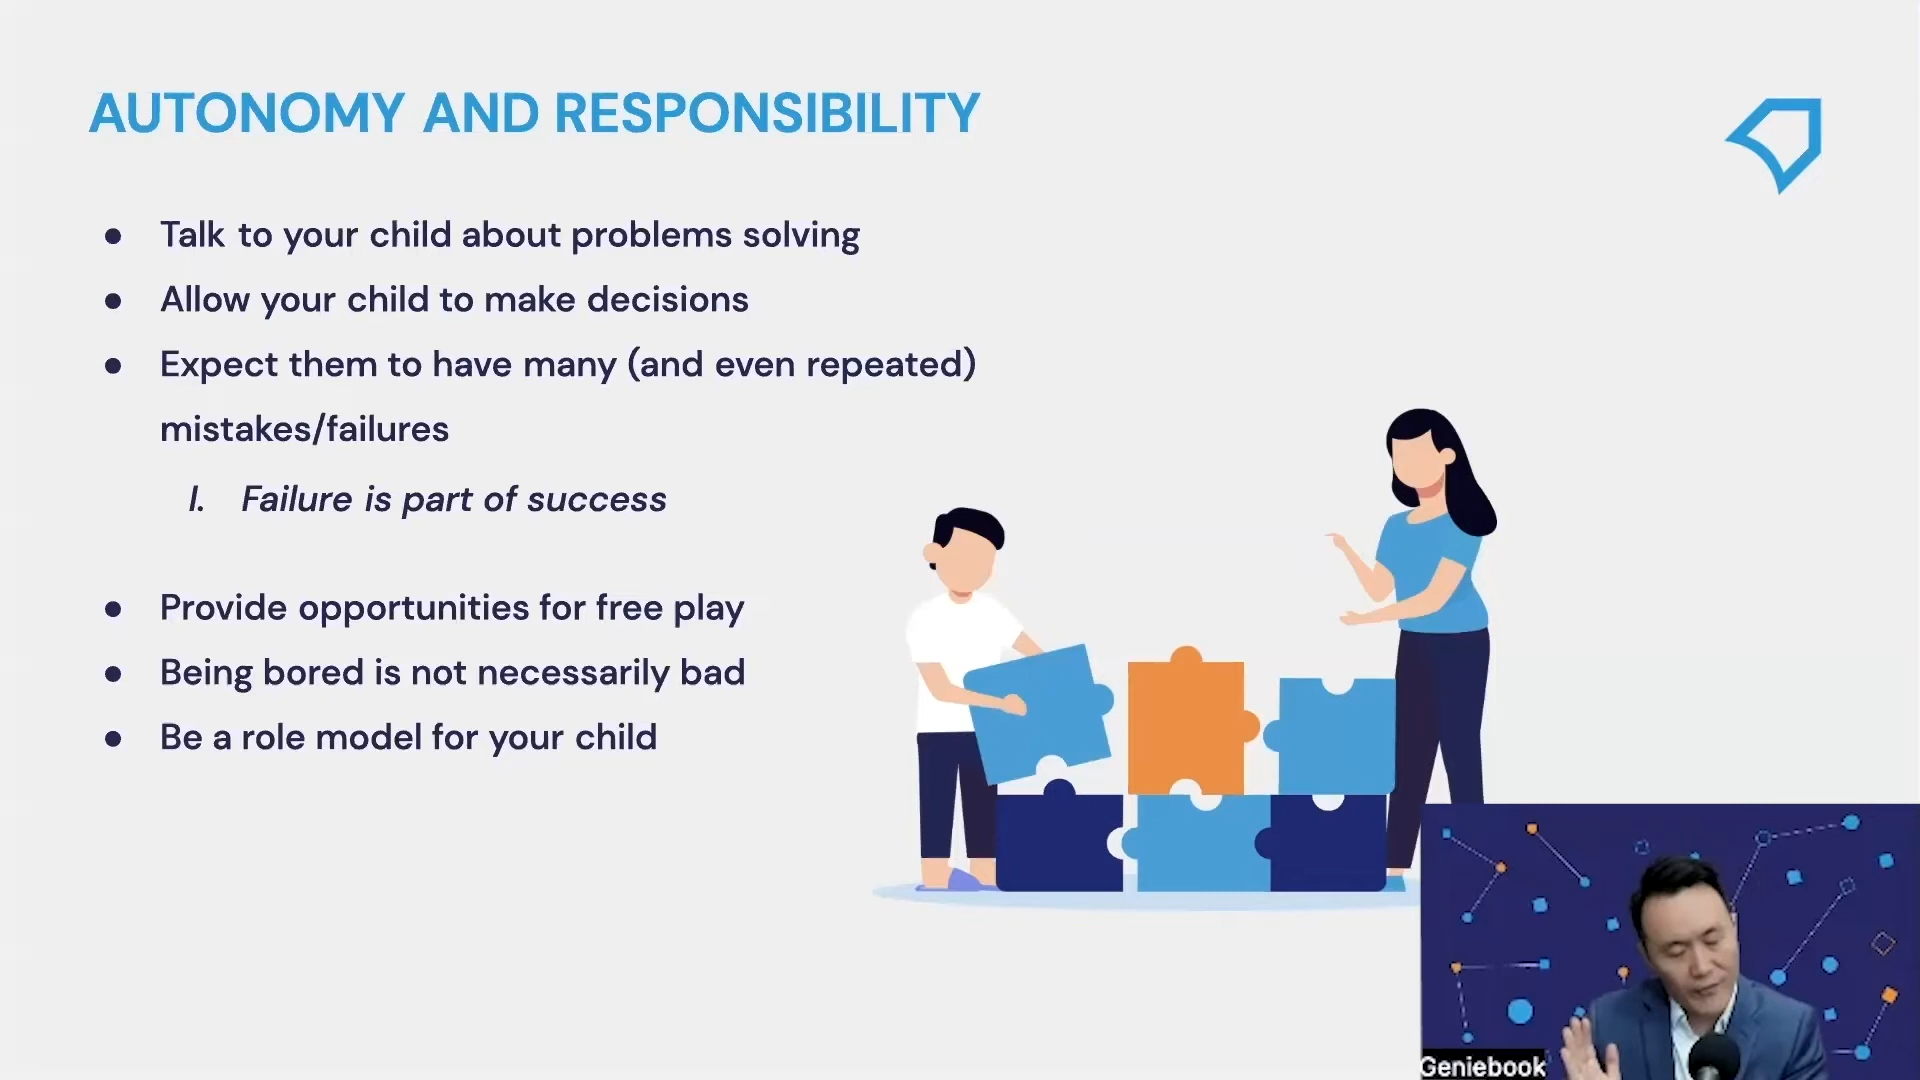 AUTONOMY AND RESPONSIBILITY
● Talk to your child about problems solving
● Allow your child to make decisions
● Expect them to have many (and even repeated)
mistakes/failures
I. Failure is part of success
● Provide opportunities for free play
● Being bored is not necessarily bad
● Be a role model for your child
Geniebook